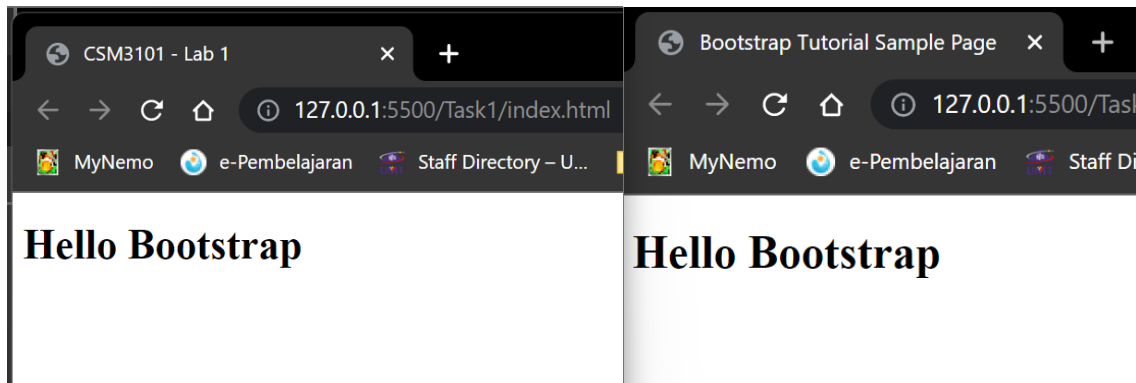 CSM3101 - Lab 1
127.0.0.1:5500/Task1/index.html
MyNemo e-Pembelajaran Staff Directory – U...
Hello Bootstrap
Bootstrap Tutorial Sample Page
127.0.0.1:5500/Task
MyNemo e-Pembelajaran Staff Di
Hello Bootstrap